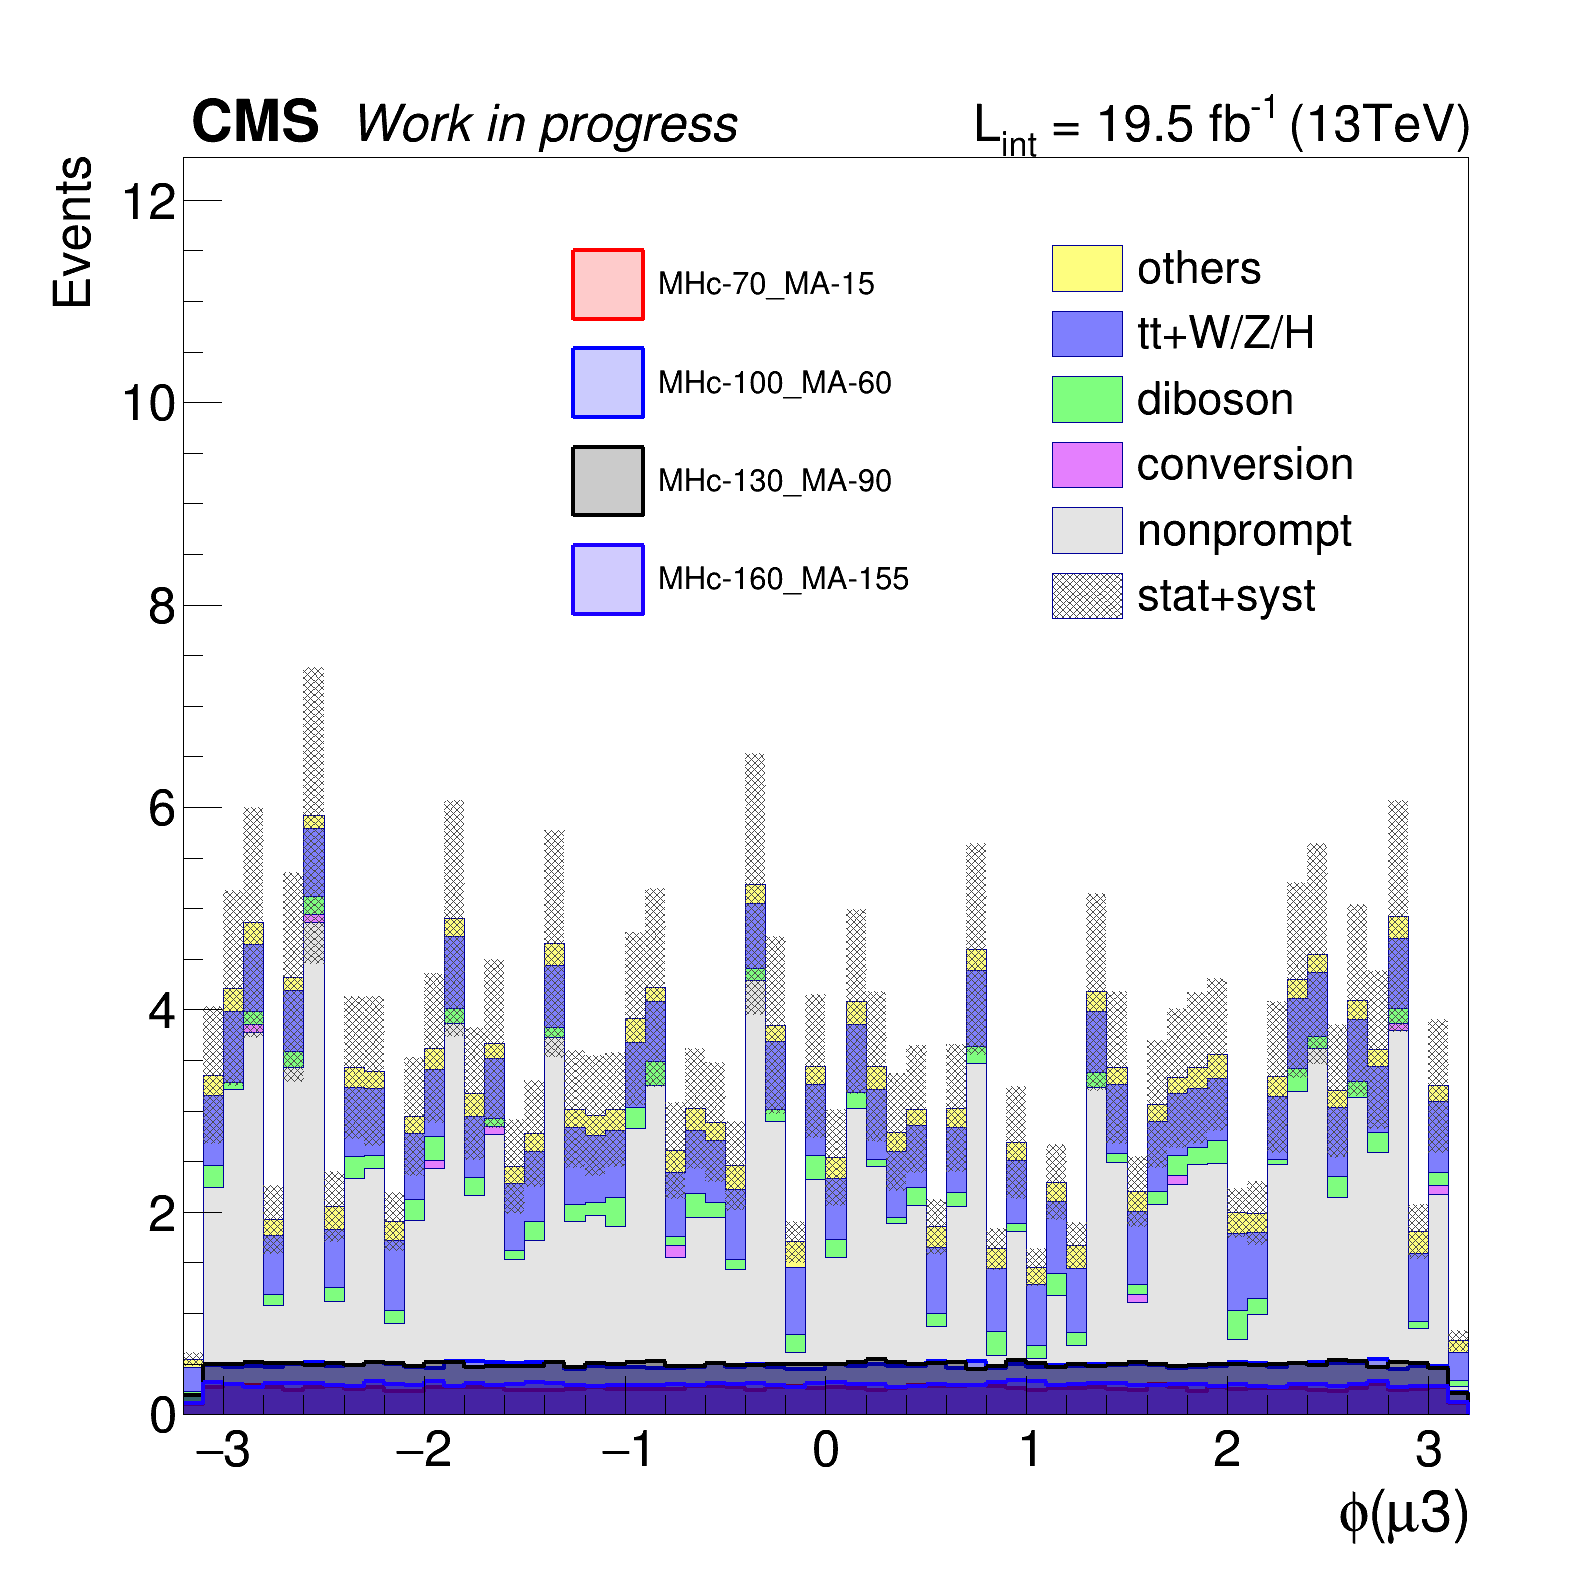 CMS Work in progress L_int = 19.5 fb^-1 (13TeV)
Events
12
10
8
6
4
2
0
MHc-70_MA-15
MHc-100_MA-60
MHc-130_MA-90
MHc-160_MA-155
others
tt+W/Z/H
diboson
conversion
nonprompt
stat+syst
−3 −2 −1 0 1 2 3
ϕ(μ3)